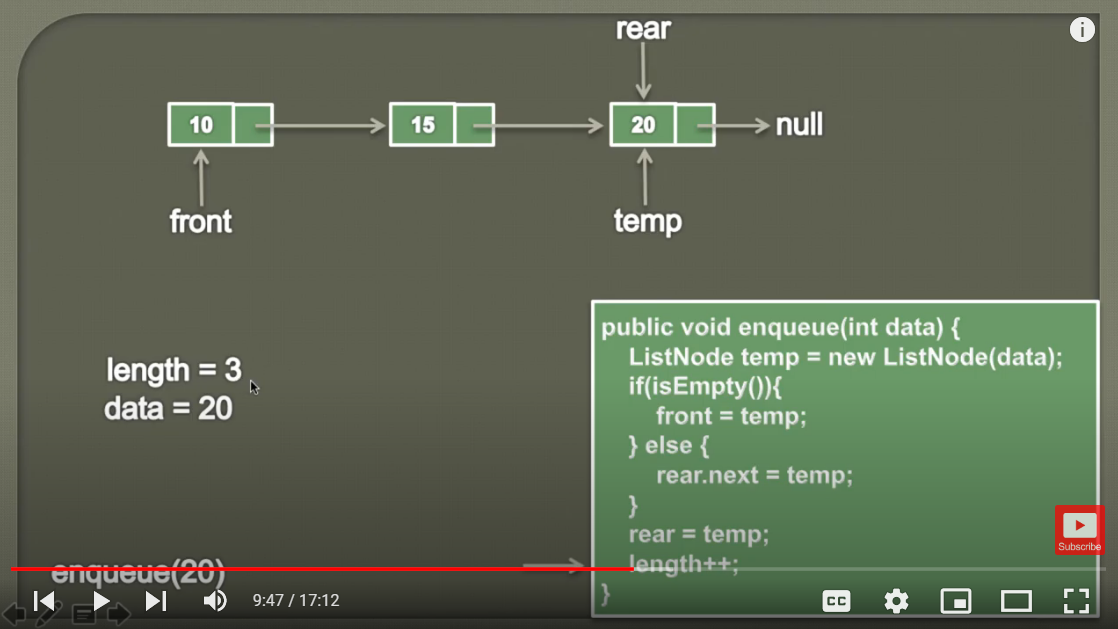 rear
10 15 20 null
front temp
length = 3
data = 20
public void enqueue(int data) {
ListNode temp = new ListNode(data);
if(isEmpty()){
front = temp;
} else {
rear.next = temp;
}
rear = temp;
length++;
}
enqueue(20)
Subscribe
9:47 / 17:12
CC
i